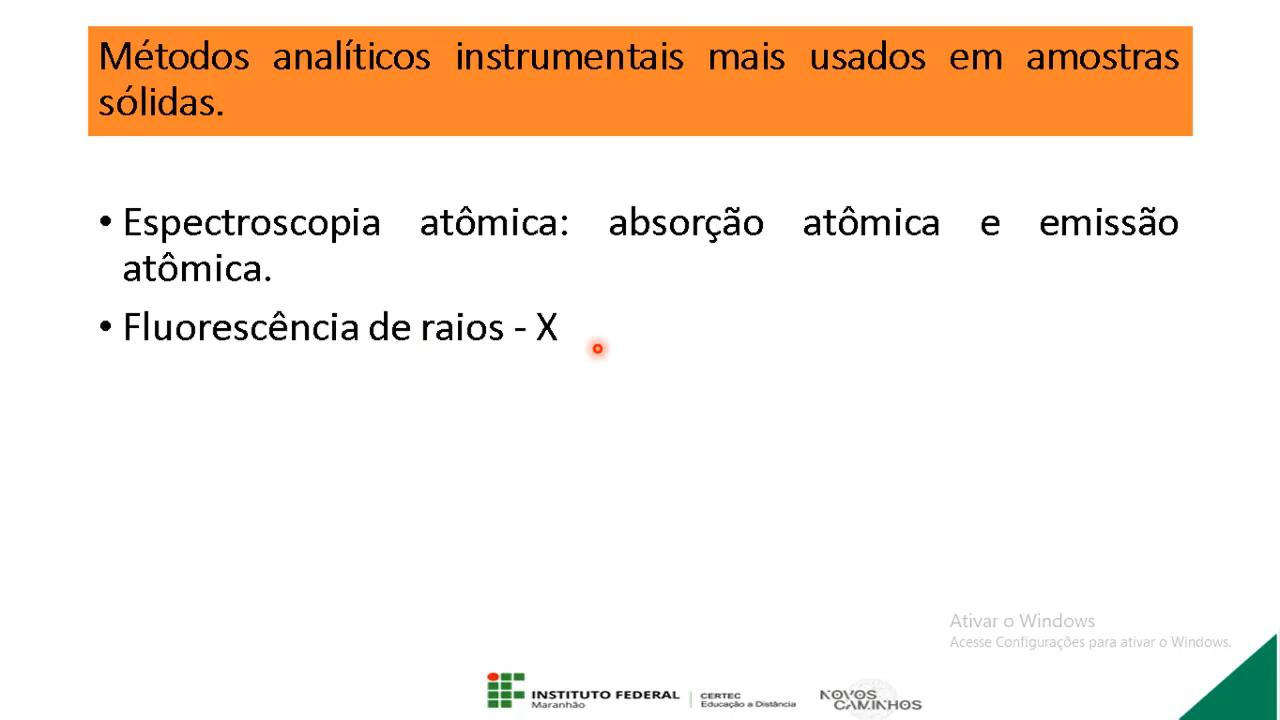 Métodos analíticos instrumentais mais usados em amostras
sólidas.
• Espectroscopia atômica: absorção atômica e emissão
atômica.
• Fluorescência de raios - X
Ativar o Windows
Acesse Configurações para ativar o Windows.
INSTITUTO FEDERAL
Maranhão
CERTEC
Educação a Distância
NOVOS
CAMINHOS